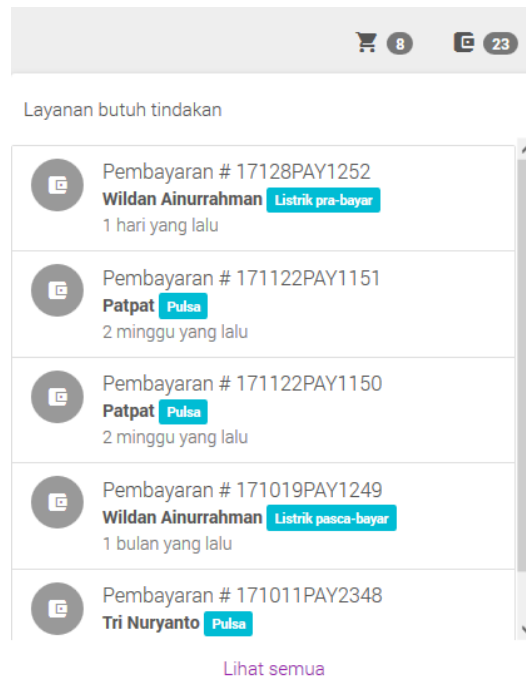 8 23
Layanan butuh tindakan
Pembayaran # 17128PAY1252
Wildan Ainurrahman Listrik pra-bayar
1 hari yang lalu
Pembayaran # 171122PAY1151
Patpat Pulsa
2 minggu yang lalu
Pembayaran # 171122PAY1150
Patpat Pulsa
2 minggu yang lalu
Pembayaran # 171019PAY1249
Wildan Ainurrahman Listrik pasca-bayar
1 bulan yang lalu
Pembayaran # 171011PAY2348
Tri Nuryanto Pulsa
Lihat semua